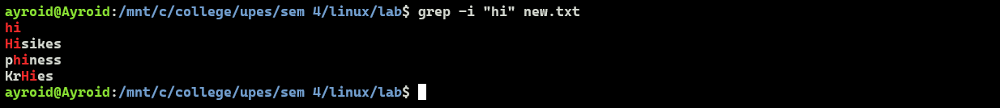 ayroid@Ayroid:/mnt/c/college/upes/sem 4/linux/lab$ grep -i "hi" new.txt
hi
Hisikes
phiness
KrHies
ayroid@Ayroid:/mnt/c/college/upes/sem 4/linux/lab$